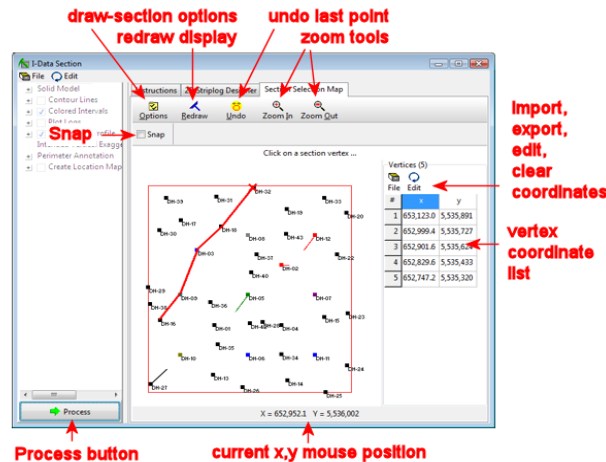 draw-section options
redraw display
undo last point
zoom tools
I-Data Section
File Edit
Solid Model
Contour Lines
Colored Intervals
Create Location Map
Perimeter Annotation
Instructions
Section Selection Map
Options Redraw Undo Zoom In Zoom Out
Snap
Snap
Click on a section vertex ...
Vertices (5)
File Edit
# x y
1 653,123.0 5,535,891
2 652,999.4 5,535,727
3 652,901.6 5,535,624
4 652,829.6 5,535,433
5 652,747.2 5,535,320
import,
export,
edit,
clear
coordinates
vertex
coordinate
list
DH-32
DH-39
DH-31
DH-19
DH-20
DH-17
DH-30
DH-18
DH-08
DH-43
DH-12
DH-03
DH-37
DH-22
DH-02
DH-40
DH-29
DH-09
DH-05
DH-07
DH-36
DH-16
DH-01
DH-04
DH-15
DH-23
DH-35
DH-10
DH-06
DH-34
DH-11
DH-24
DH-13
DH-14
DH-27
DH-26
DH-25
Process
X = 652,952.1 Y = 5,536,002
Process button
current x,y mouse position